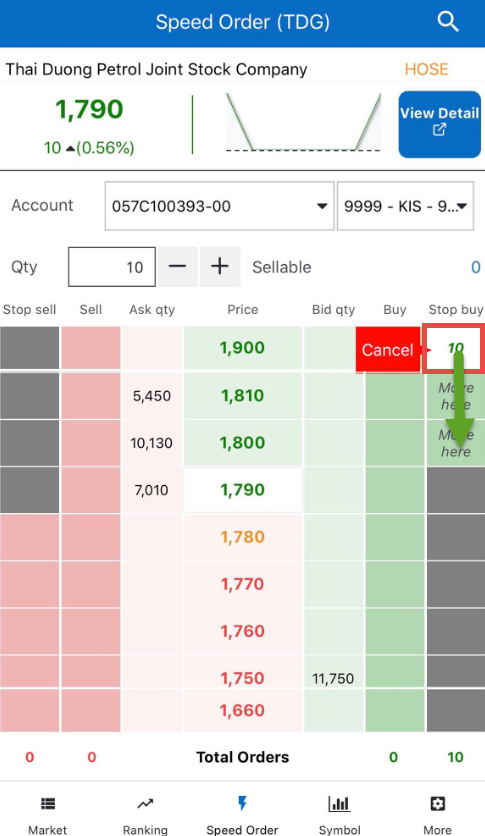 Speed Order (TDG)
Thai Duong Petrol Joint Stock Company HOSE
1,790
10 ▲(0.56%)
View Detail
Account 057C100393-00 9999 - KIS - 9...
Qty 10 − + Sellable 0
Stop sell Sell Ask qty Price Bid qty Buy Stop buy
1,900 Cancel 10
5,450 1,810 Move here
10,130 1,800 Move here
7,010 1,790
1,780
1,770
1,760
1,750 11,750
1,660
0 0 Total Orders 0 10
Market Ranking Speed Order Symbol More